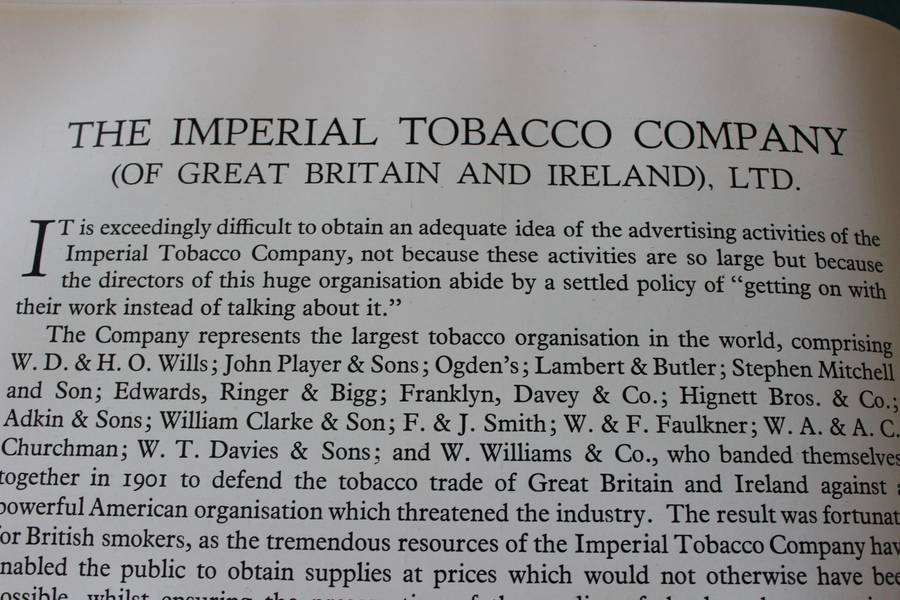 THE IMPERIAL TOBACCO COMPANY
(OF GREAT BRITAIN AND IRELAND), LTD.
IT is exceedingly difficult to obtain an adequate idea of the advertising activities of the
Imperial Tobacco Company, not because these activities are so large but because
the directors of this huge organisation abide by a settled policy of “getting on with
their work instead of talking about it.”
The Company represents the largest tobacco organisation in the world, comprising
W. D. & H. O. Wills; John Player & Sons; Ogden's; Lambert & Butler; Stephen Mitchell
and Son; Edwards, Ringer & Bigg; Franklyn, Davey & Co.; Hignett Bros. & Co.;
Adkin & Sons; William Clarke & Son; F. & J. Smith; W. & F. Faulkner; W. A. & A. C.
Churchman; W. T. Davies & Sons; and W. Williams & Co., who banded themselves
together in 1901 to defend the tobacco trade of Great Britain and Ireland against
powerful American organisation which threatened the industry. The result was fortunat
for British smokers, as the tremendous resources of the Imperial Tobacco Company hav
nabled the public to obtain supplies at prices which would not otherwise have bee
ossible, whilst ensuring the